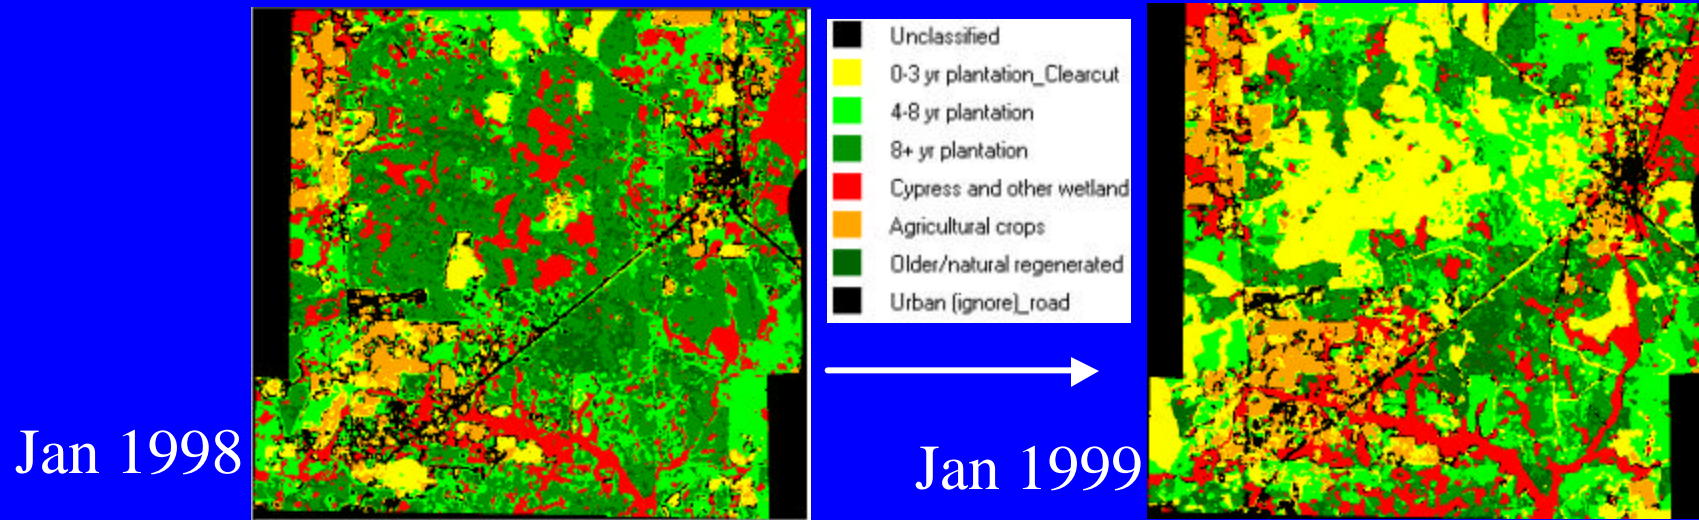 Unclassified
0-3 yr plantation_Clearcut
4-8 yr plantation
8+ yr plantation
Cypress and other wetland
Agricultural crops
Older/natural regenerated
Urban (ignore)_road
Jan 1998
Jan 1999